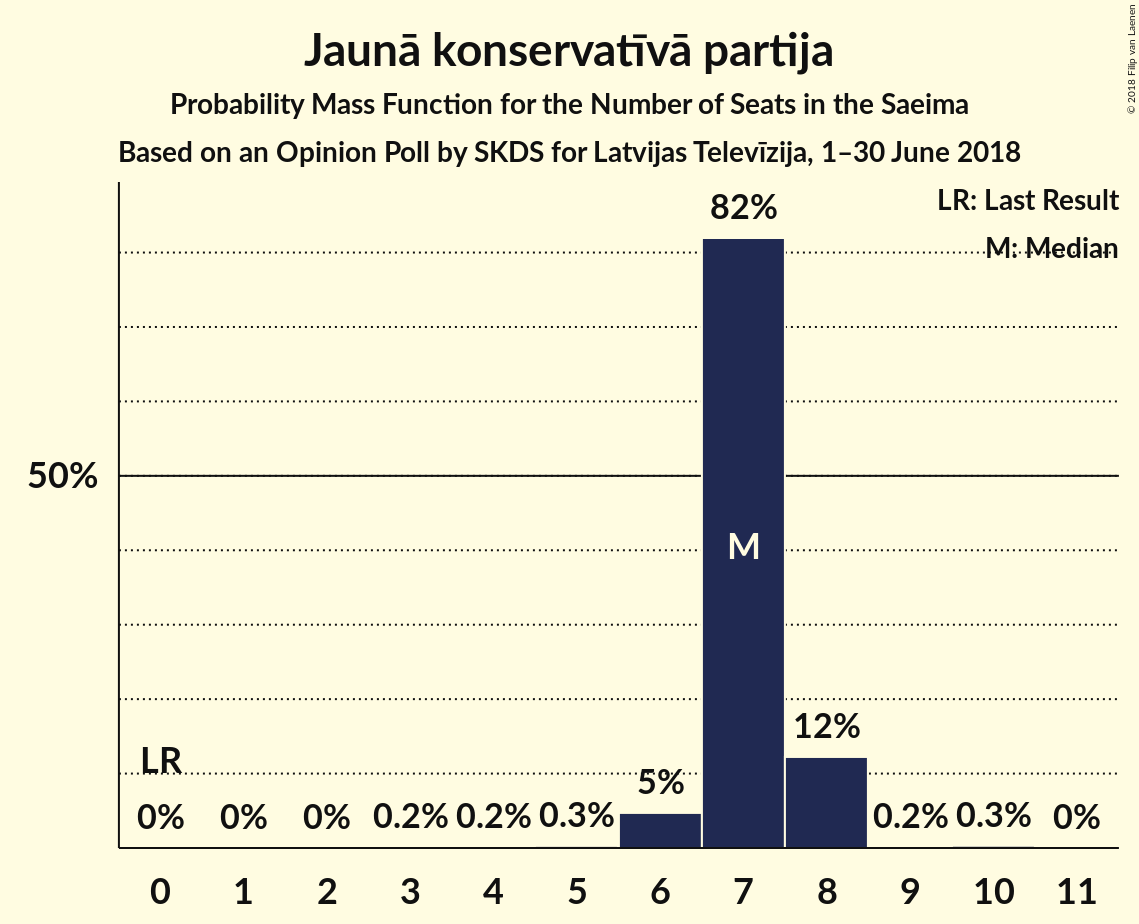 Jaunā konservatīvā partija
Probability Mass Function for the Number of Seats in the Saeima
Based on an Opinion Poll by SKDS for Latvijas Televīzija, 1–30 June 2018
© 2018 Filip van Laenen
LR: Last Result
M: Median
82%
50%
M
12%
LR
5%
0% 0% 0% 0.2% 0.2% 0.3% 0.2% 0.3% 0%
0 1 2 3 4 5 6 7 8 9 10 11